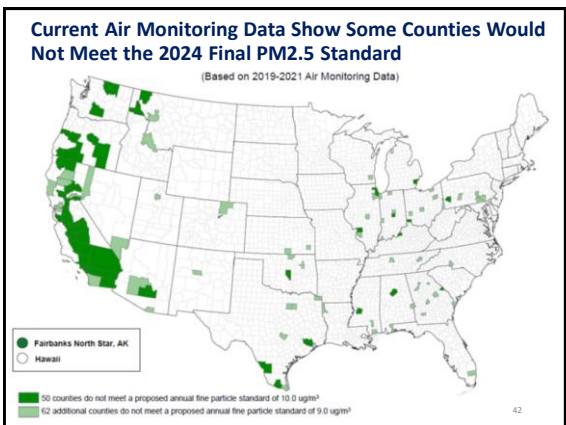 Current Air Monitoring Data Show Some Counties Would
Not Meet the 2024 Final PM2.5 Standard
(Based on 2019-2021 Air Monitoring Data)
Fairbanks North Star, AK
Hawaii
50 counties do not meet a proposed annual fine particle standard of 10.0 ug/m³
62 additional counties do not meet a proposed annual fine particle standard of 9.0 ug/m³
42